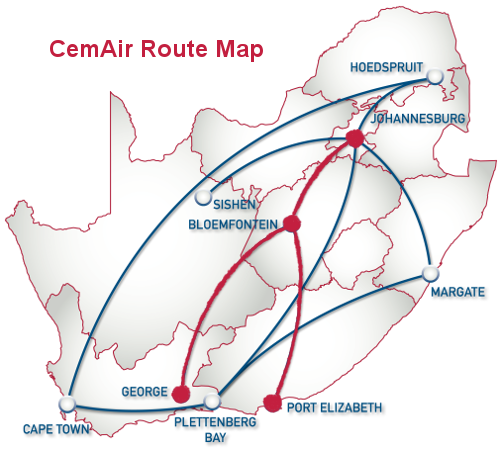 CemAir Route Map
HOEDSPRUIT
JOHANNESBURG
SISHEN
BLOEMFONTEIN
MARGATE
GEORGE
PORT ELIZABETH
CAPE TOWN
PLETTENBERG
BAY